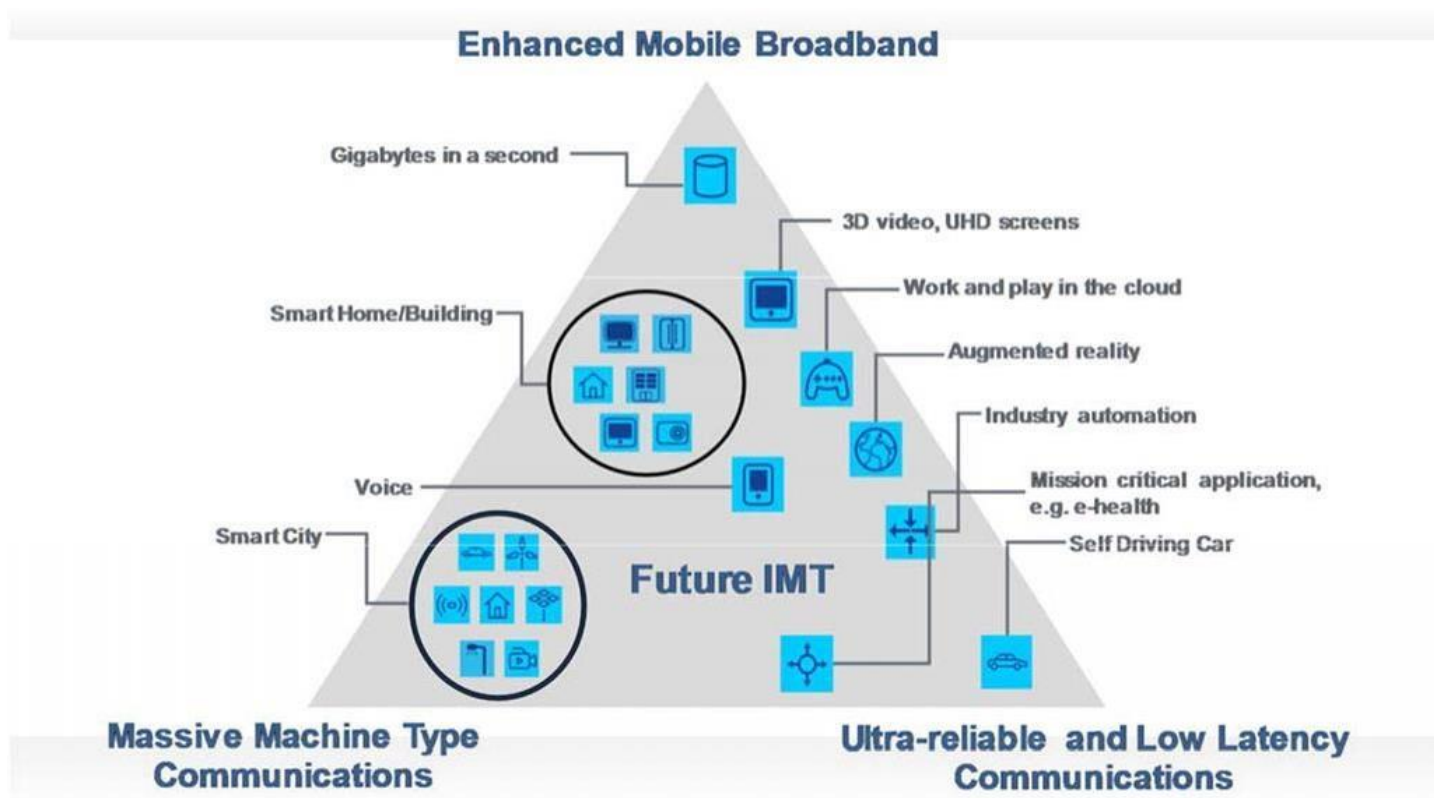 Enhanced Mobile Broadband
Gigabytes in a second
3D video, UHD screens
Work and play in the cloud
Smart Home/Building
Augmented reality
Industry automation
Mission critical application,
e.g. e-health
Voice
Smart City
Self Driving Car
Future IMT
Massive Machine Type
Communications
Ultra-reliable and Low Latency
Communications